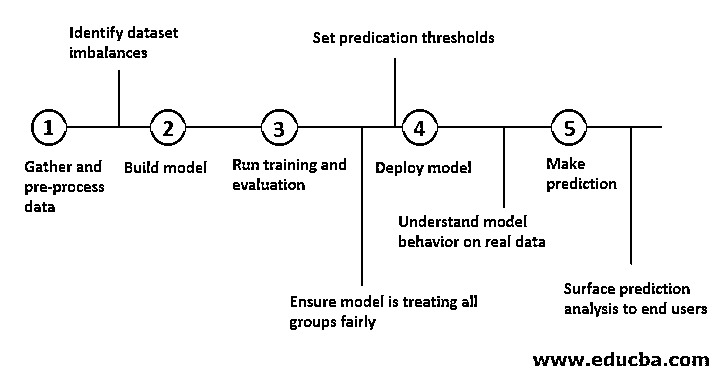 Identify dataset
imbalances
Set predication thresholds
1
2
3
4
5
Gather and
pre-process
data
Build model
Run training and
evaluation
Deploy model
Make
prediction
Understand model
behavior on real data
Ensure model is treating all
groups fairly
Surface prediction
analysis to end users
www.educba.com